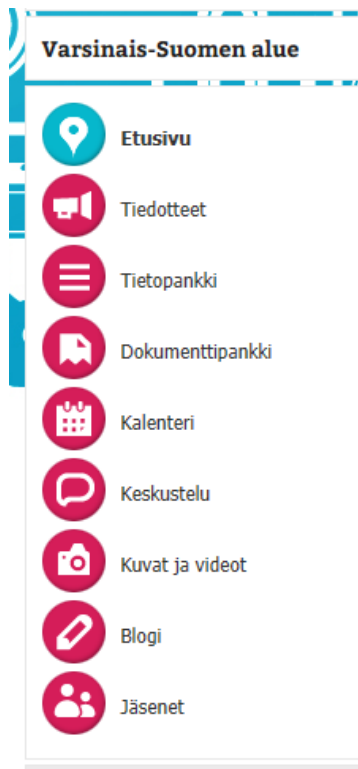 Varsinais-Suomen alue
Etusivu
Tiedotteet
Tietopankki
Dokumenttipankki
Kalenteri
Keskustelu
Kuvat ja videot
Blogi
Jäsenet